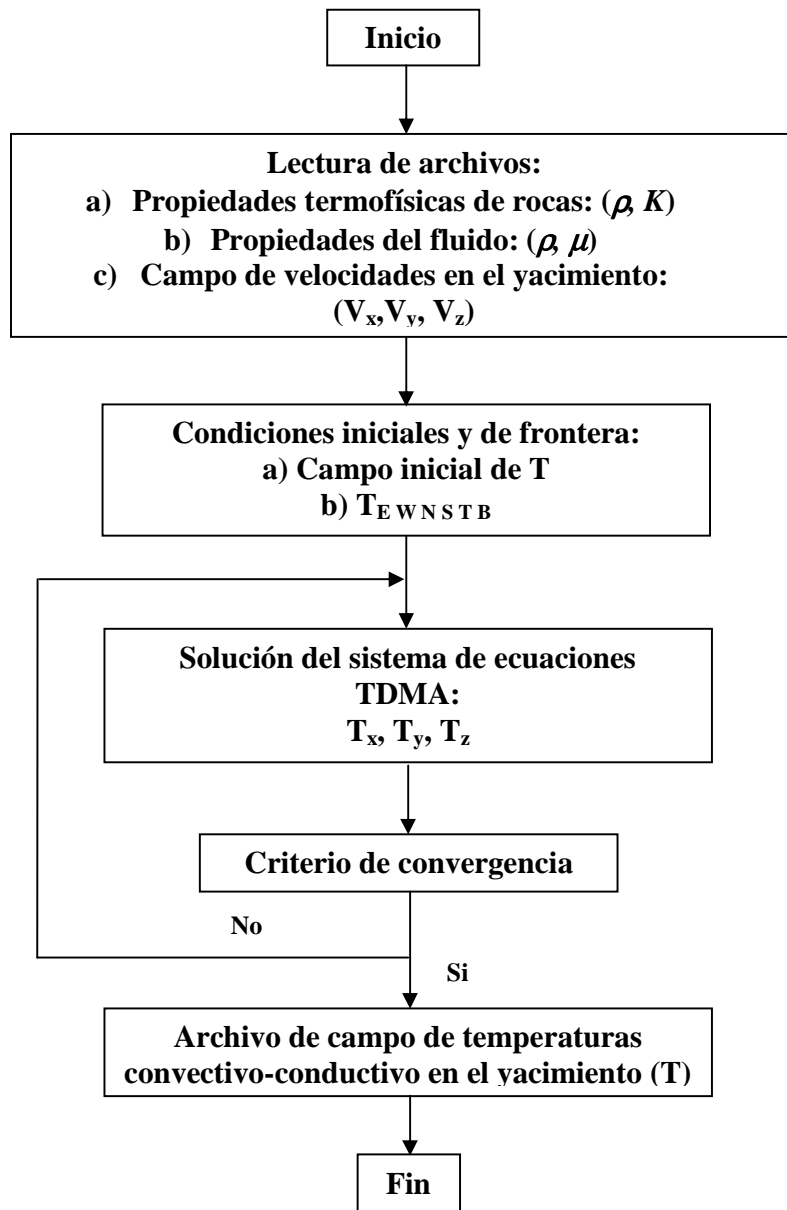 Inicio
Lectura de archivos:
a) Propiedades termofísicas de rocas: (ρ, K)
b) Propiedades del fluido: (ρ, μ)
c) Campo de velocidades en el yacimiento:
(Vx,Vy, Vz)
Condiciones iniciales y de frontera:
a) Campo inicial de T
b) TE W N S T B
Solución del sistema de ecuaciones
TDMA:
Tx, Ty, Tz
Criterio de convergencia
No
Si
Archivo de campo de temperaturas
convectivo-conductivo en el yacimiento (T)
Fin